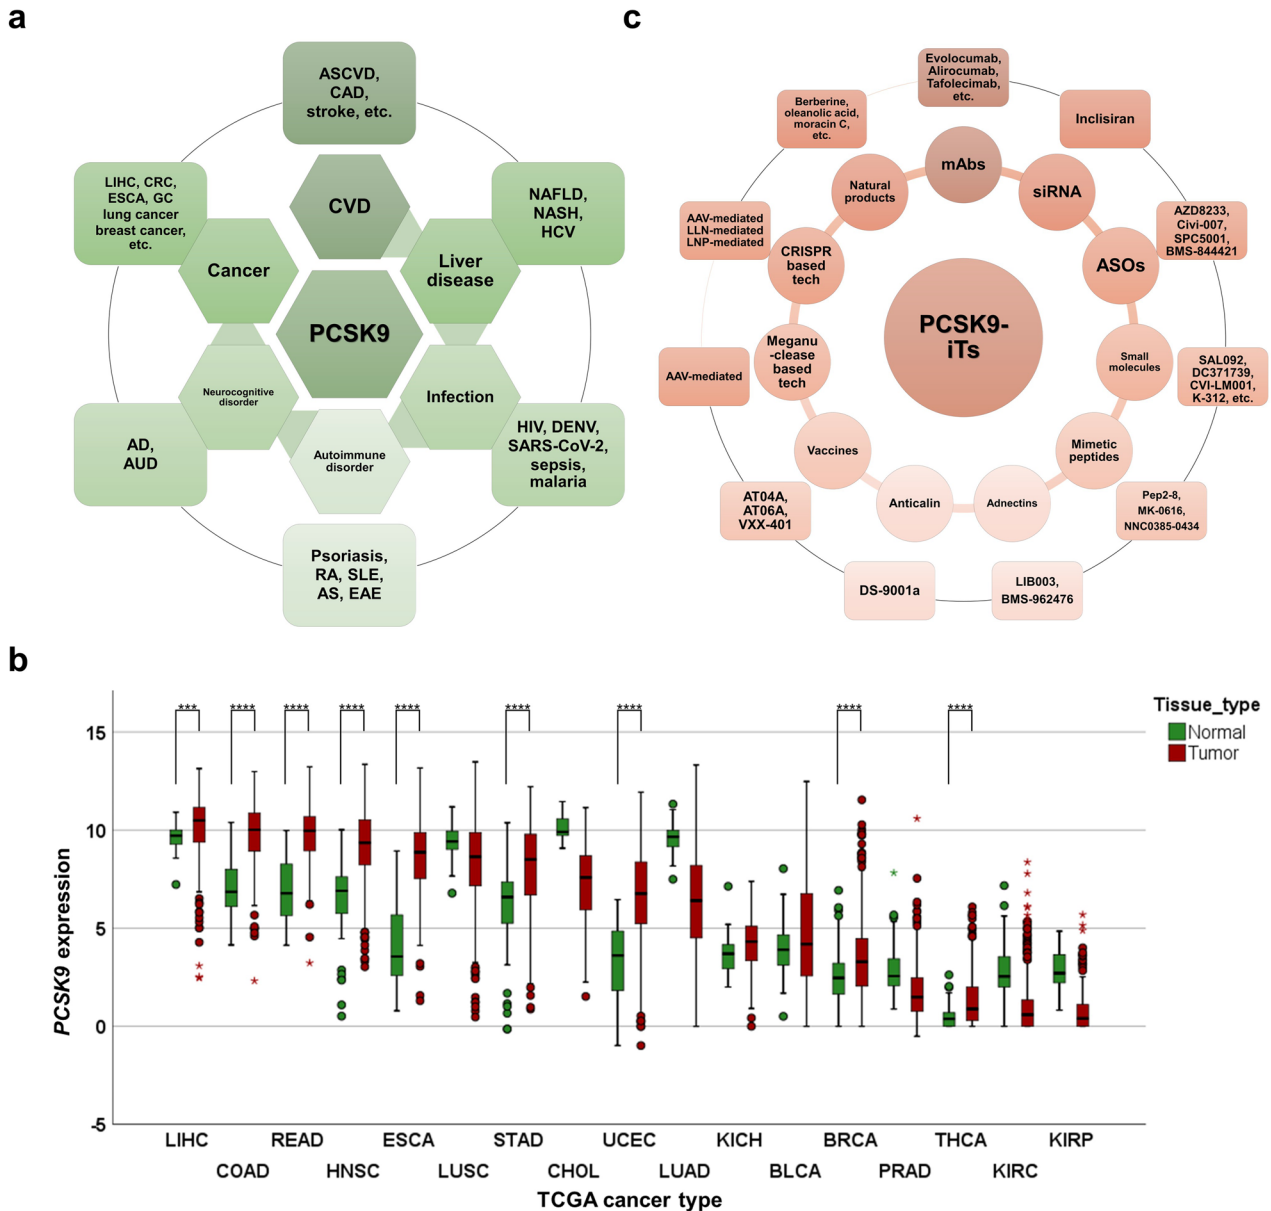 a
ASCVD,
CAD,
stroke, etc.
LIHC, CRC,
ESCA, GC
lung cancer
breast cancer,
etc.
CVD
NAFLD,
NASH,
HCV
Cancer
Liver
disease
PCSK9
Neurocognitive
disorder
Infection
AD,
AUD
Autoimmune
disorder
HIV, DENV,
SARS-CoV-2,
sepsis,
malaria
Psoriasis,
RA, SLE,
AS, EAE
c
Evolocumab,
Alirocumab,
Tafolecimab,
etc.
Berberine,
oleanolic acid,
moracin C,
etc.
Inclisiran
mAbs
Natural
products
siRNA
AAV-mediated
LLN-mediated
LNP-mediated
AZD8233,
Civi-007,
SPC5001,
BMS-844421
CRISPR
based
tech
ASOs
PCSK9-
iTs
Meganu
-clease
based
tech
Small
molecules
AAV-mediated
SAL092,
DC371739,
CVI-LM001,
K-312, etc.
Vaccines
Mimetic
peptides
Anticalin
Adnectins
AT04A,
AT06A,
VXX-401
Pep2-8,
MK-0616,
NNC0385-0434
DS-9001a
LIB003,
BMS-962476
b
*** **** **** **** **** **** **** **** ****
Tissue_type
Normal
Tumor
15
10
5
0
-5
PCSK9 expression
LIHC READ ESCA STAD UCEC KICH BRCA THCA KIRP
COAD HNSC LUSC CHOL LUAD BLCA PRAD KIRC
TCGA cancer type